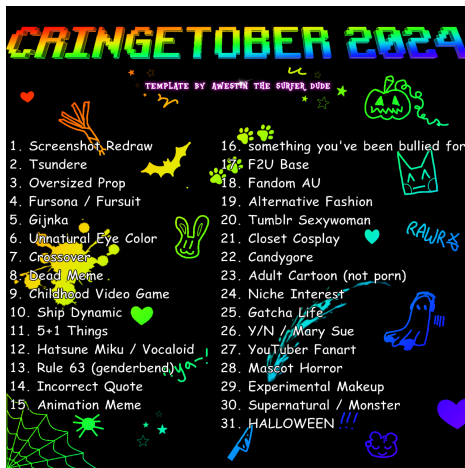 CRINGETOBER 2024
TEMPLATE BY AWESTIN THE SURFER DUDE
1. Screenshot Redraw
2. Tsundere
3. Oversized Prop
4. Fursona / Fursuit
5. Gijnka
6. Unnatural Eye Color
7. Crossover
8. Dead Meme
9. Childhood Video Game
10. Ship Dynamic
11. 5+1 Things
12. Hatsune Miku / Vocaloid
13. Rule 63 (genderbend)
14. Incorrect Quote
15. Animation Meme
16. something you've been bullied for
17. F2U Base
18. Fandom AU
19. Alternative Fashion
20. Tumblr Sexywoman
21. Closet Cosplay
22. Candygore
23. Adult Cartoon (not porn)
24. Niche Interest
25. Gatcha Life
26. Y/N / Mary Sue
27. YouTuber Fanart
28. Mascot Horror
29. Experimental Makeup
30. Supernatural / Monster
31. HALLOWEEN !!!
RAWR
ya!